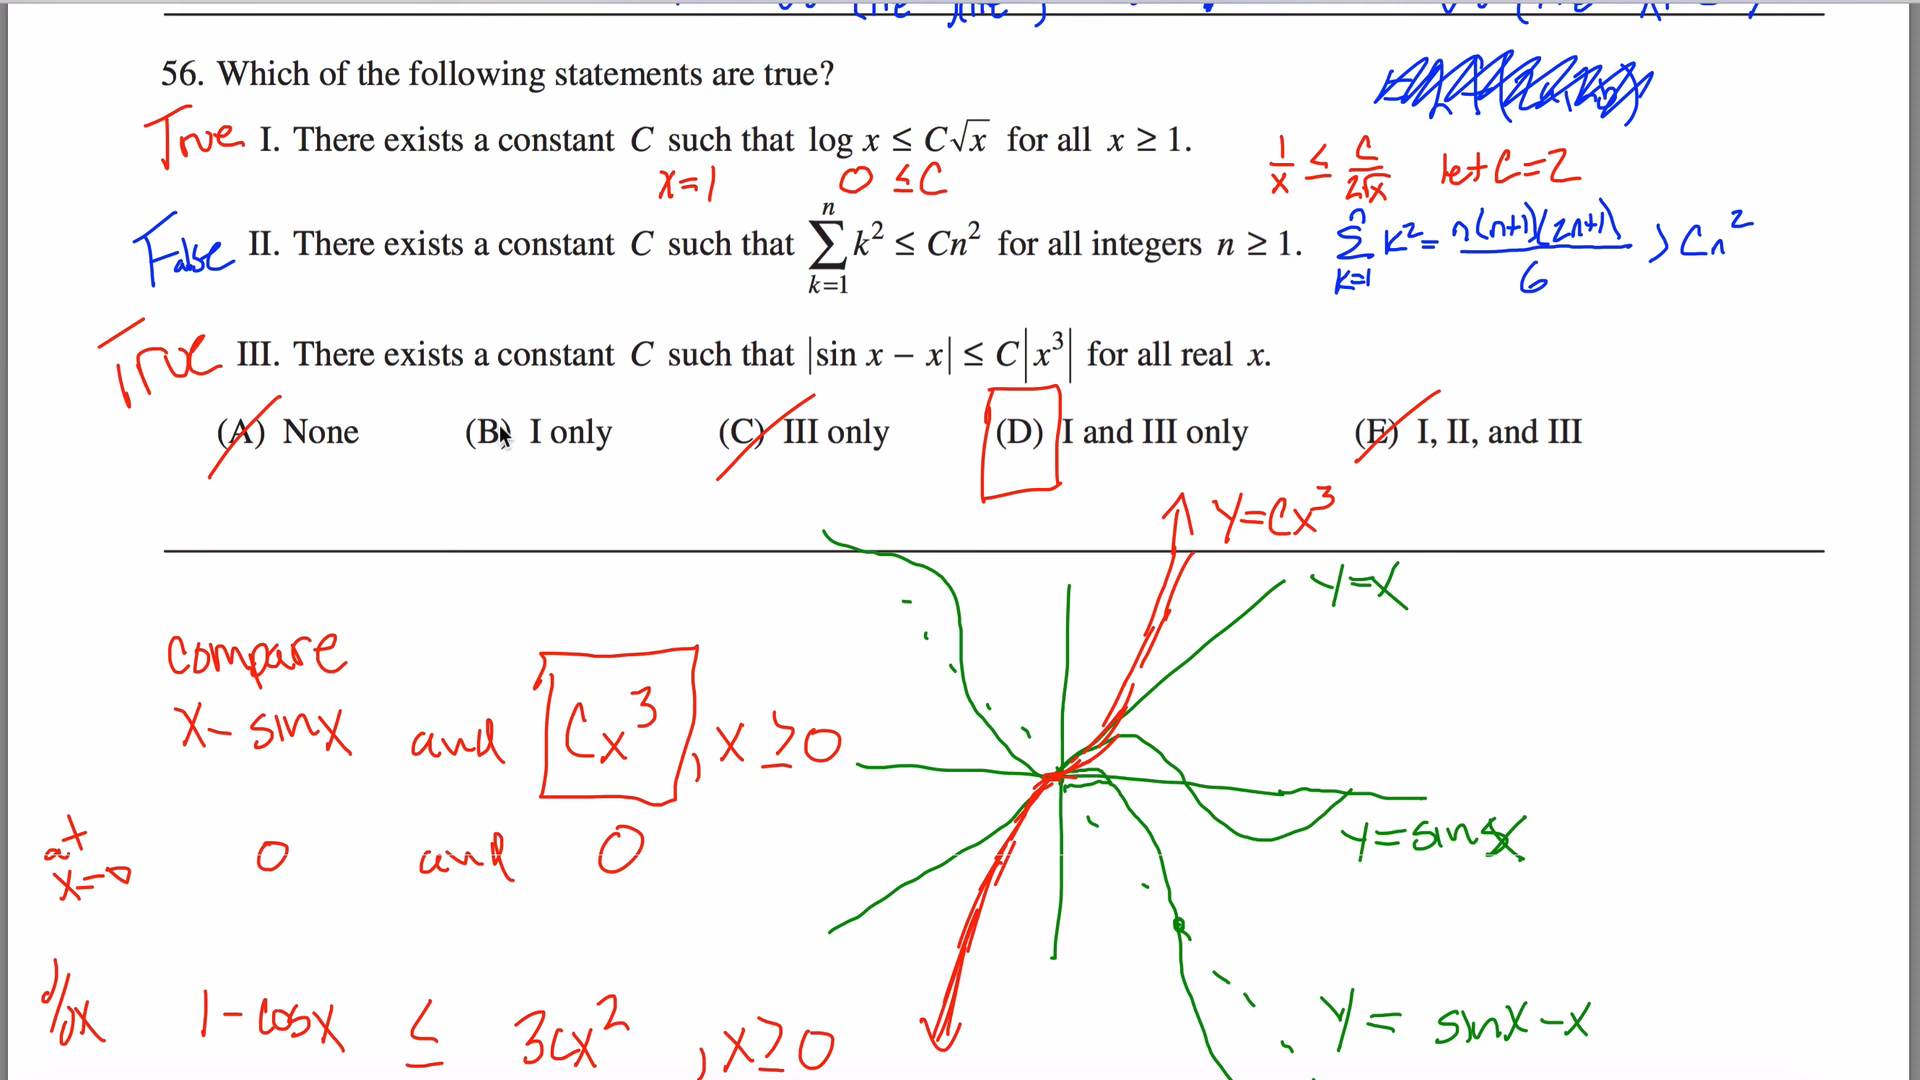 56. Which of the following statements are true?
True I. There exists a constant C such that log x ≤ C√x for all x ≥ 1.
x=1 0 ≤C
1/x ≤ C/2√x let C=2
False II. There exists a constant C such that \sum_{k=1}^{n} k² ≤ Cn² for all integers n ≥ 1.
\sum_{k=1}^{n} k² = n(n+1)(2n+1)/6 > Cn²
True III. There exists a constant C such that |sin x − x| ≤ C|x³| for all real x.
(A) None (B) I only (C) III only (D) I and III only (E) I, II, and III
y=Cx³
y=x
compare
x- sinx and Cx³, x ≥0
y=sinx
at x=0 0 and 0
d/dx 1-cosx ≤ 3cx², x≥0
y= sinx-x